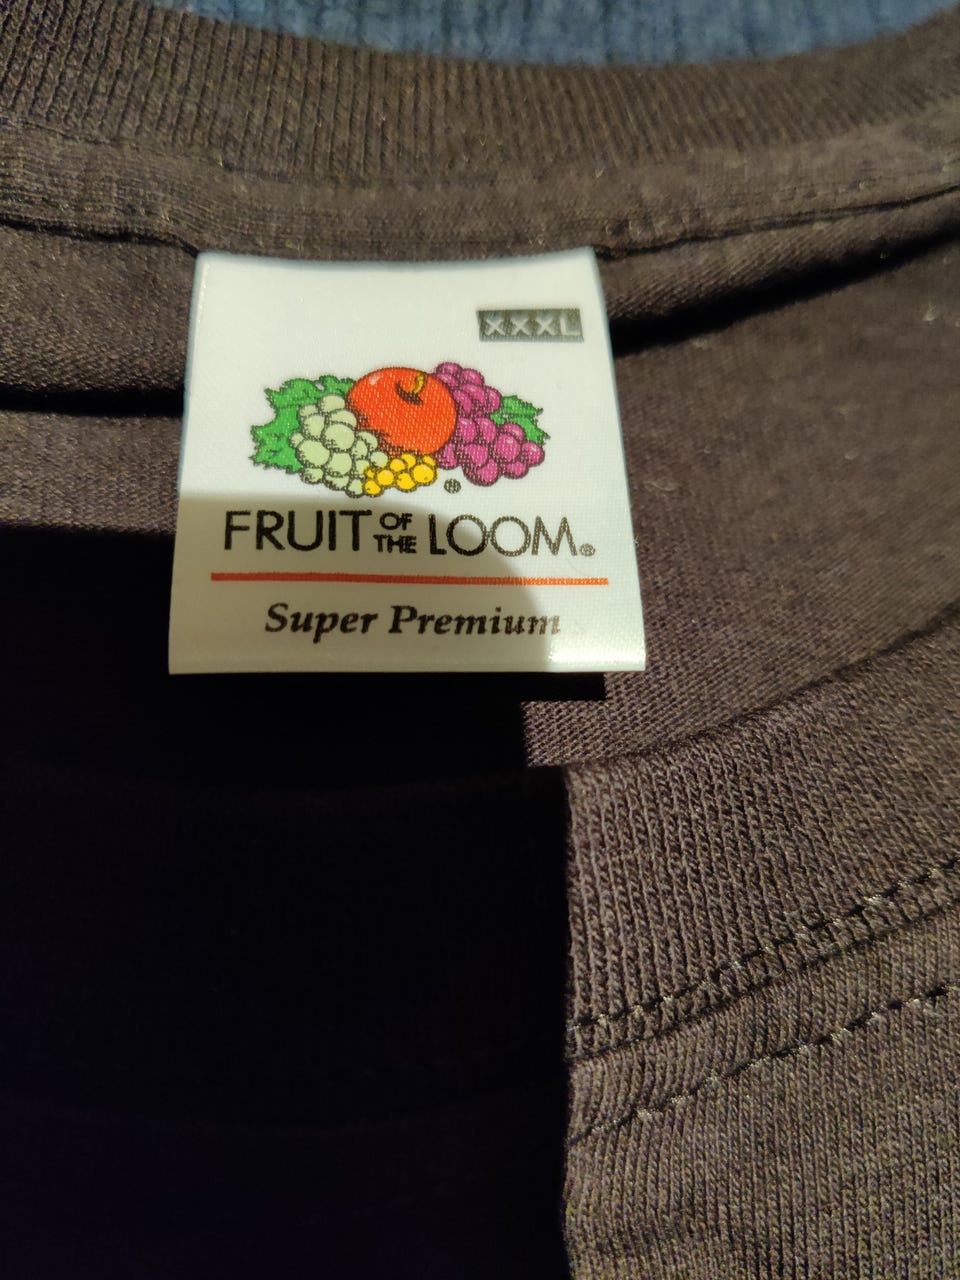 XXXL
®
FRUIT OF THE LOOM®
Super Premium